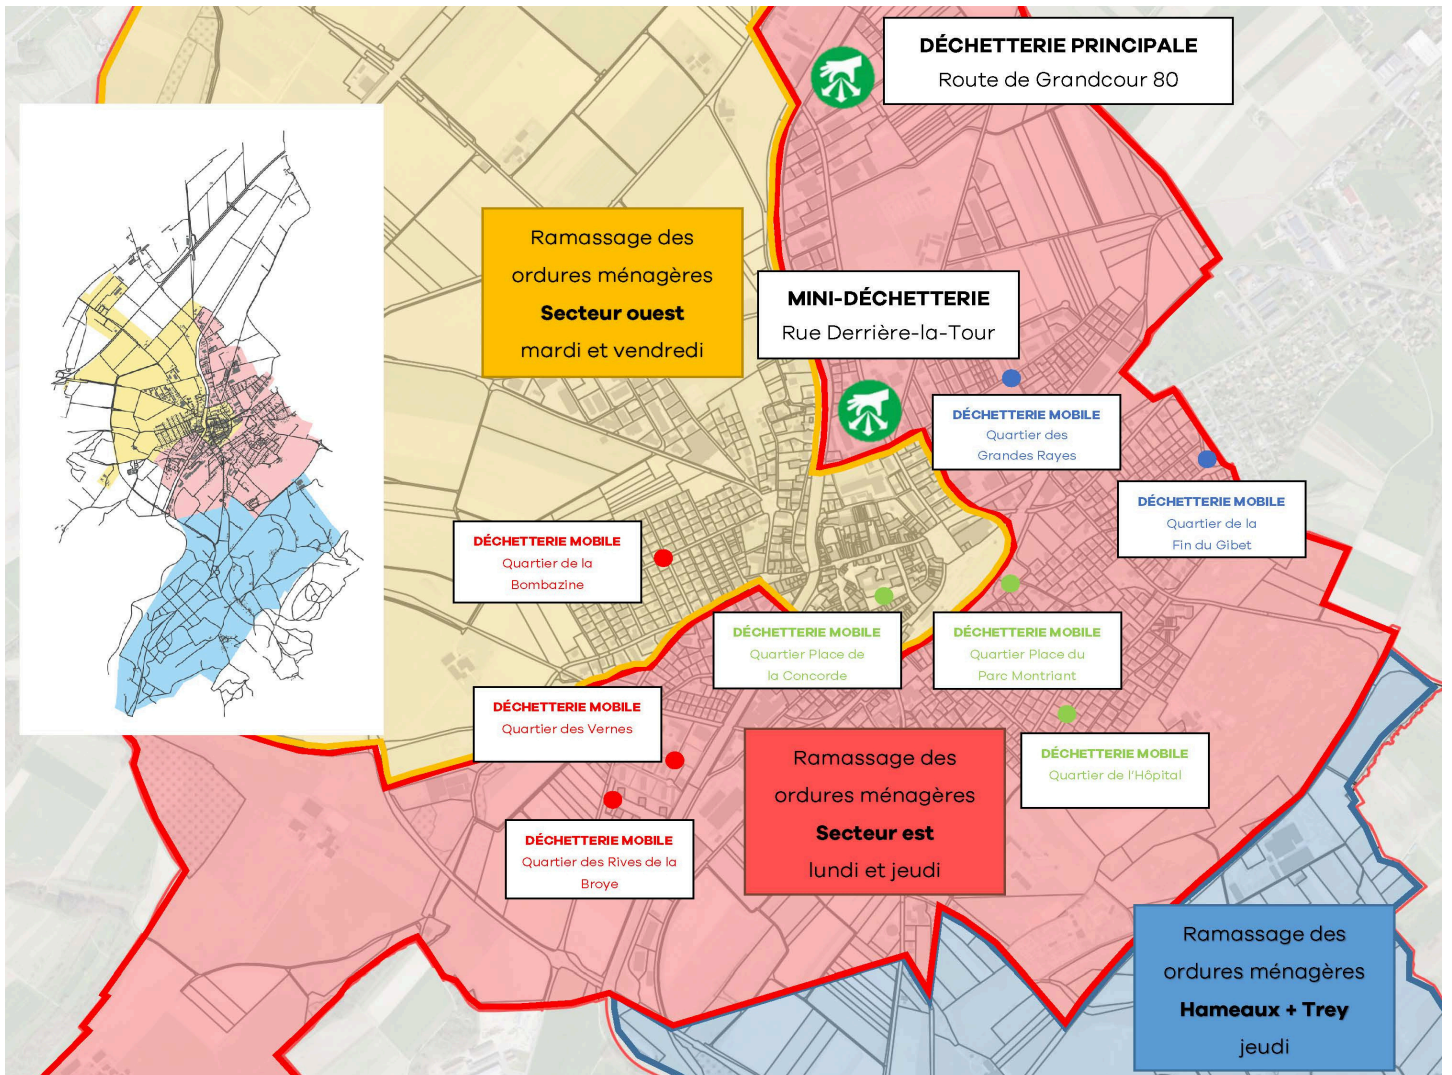 DÉCHETTERIE PRINCIPALE
Route de Grandcour 80
Ramassage des
ordures ménagères
Secteur ouest
mardi et vendredi
MINI-DÉCHETTERIE
Rue Derrière-la-Tour
DÉCHETTERIE MOBILE
Quartier des
Grandes Rayes
DÉCHETTERIE MOBILE
Quartier de la
Fin du Gibet
DÉCHETTERIE MOBILE
Quartier de la
Bombazine
DÉCHETTERIE MOBILE
Quartier Place de
la Concorde
DÉCHETTERIE MOBILE
Quartier Place du
Parc Montriant
DÉCHETTERIE MOBILE
Quartier des Vernes
DÉCHETTERIE MOBILE
Quartier de l'Hôpital
Ramassage des
ordures ménagères
Secteur est
lundi et jeudi
DÉCHETTERIE MOBILE
Quartier des Rives de la
Broye
Ramassage des
ordures ménagères
Hameaux + Trey
jeudi